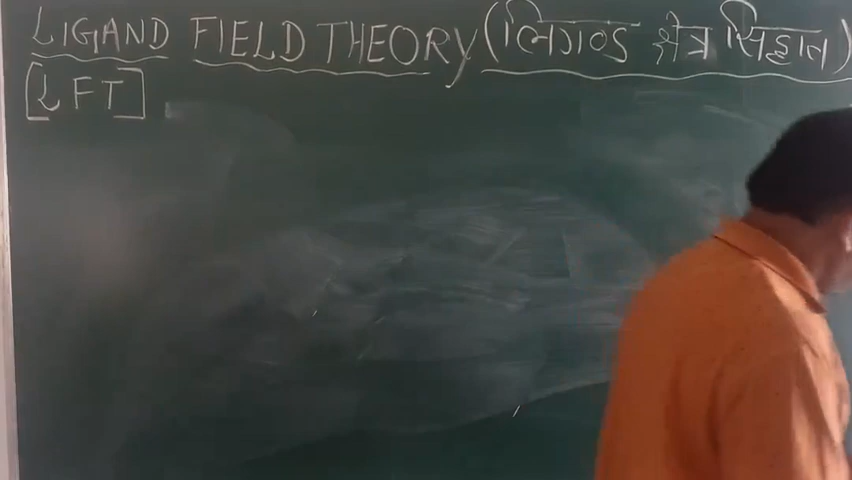 LIGAND FIELD THEORY (लिगण्ड क्षेत्र सिद्धान्त)
[LFT]